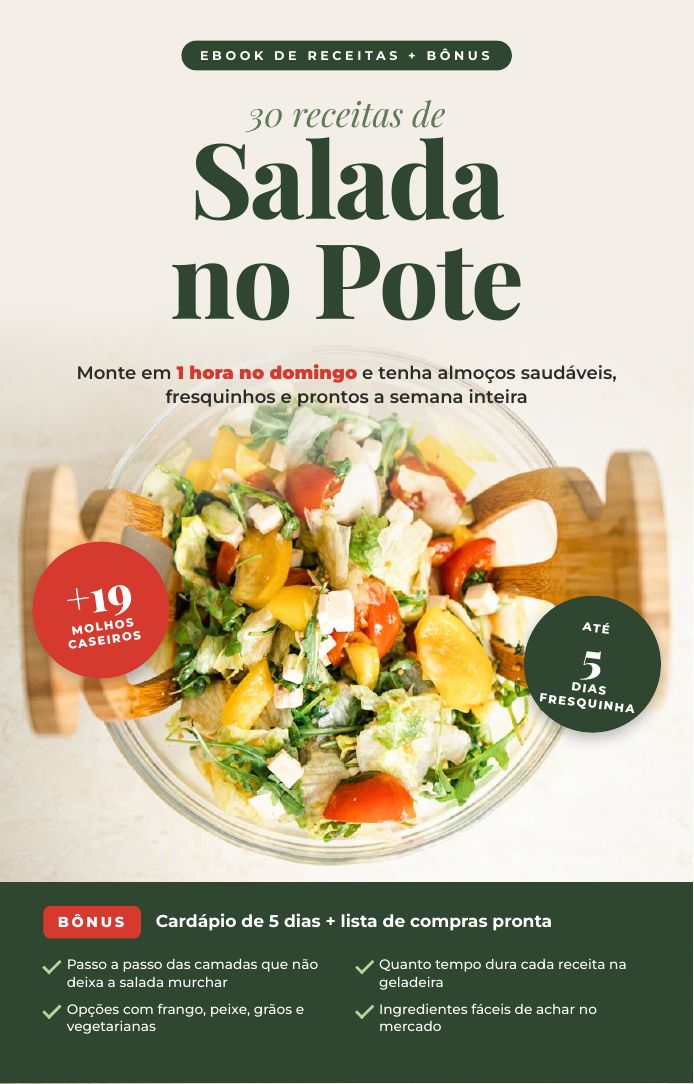 EBOOK DE RECEITAS + BÔNUS
30 receitas de
Salada
no Pote
Monte em 1 hora no domingo e tenha almoços saudáveis,
fresquinhos e prontos a semana inteira
+19
MOLHOS
CASEIROS
ATÉ
5
DIAS
FRESQUINHA
BÔNUS
Cardápio de 5 dias + lista de compras pronta
Passo a passo das camadas que não
deixa a salada murchar
Opções com frango, peixe, grãos e
vegetarianas
Quanto tempo dura cada receita na
geladeira
Ingredientes fáceis de achar no
mercado